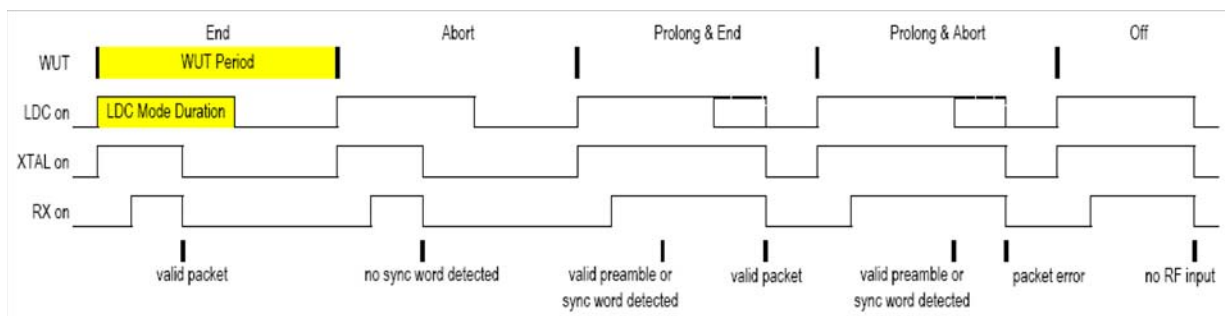 End Abort Prolong & End Prolong & Abort Off
WUT WUT Period
LDC on LDC Mode Duration
XTAL on
RX on
valid packet no sync word detected valid preamble or sync word detected valid packet valid preamble or sync word detected packet error no RF input